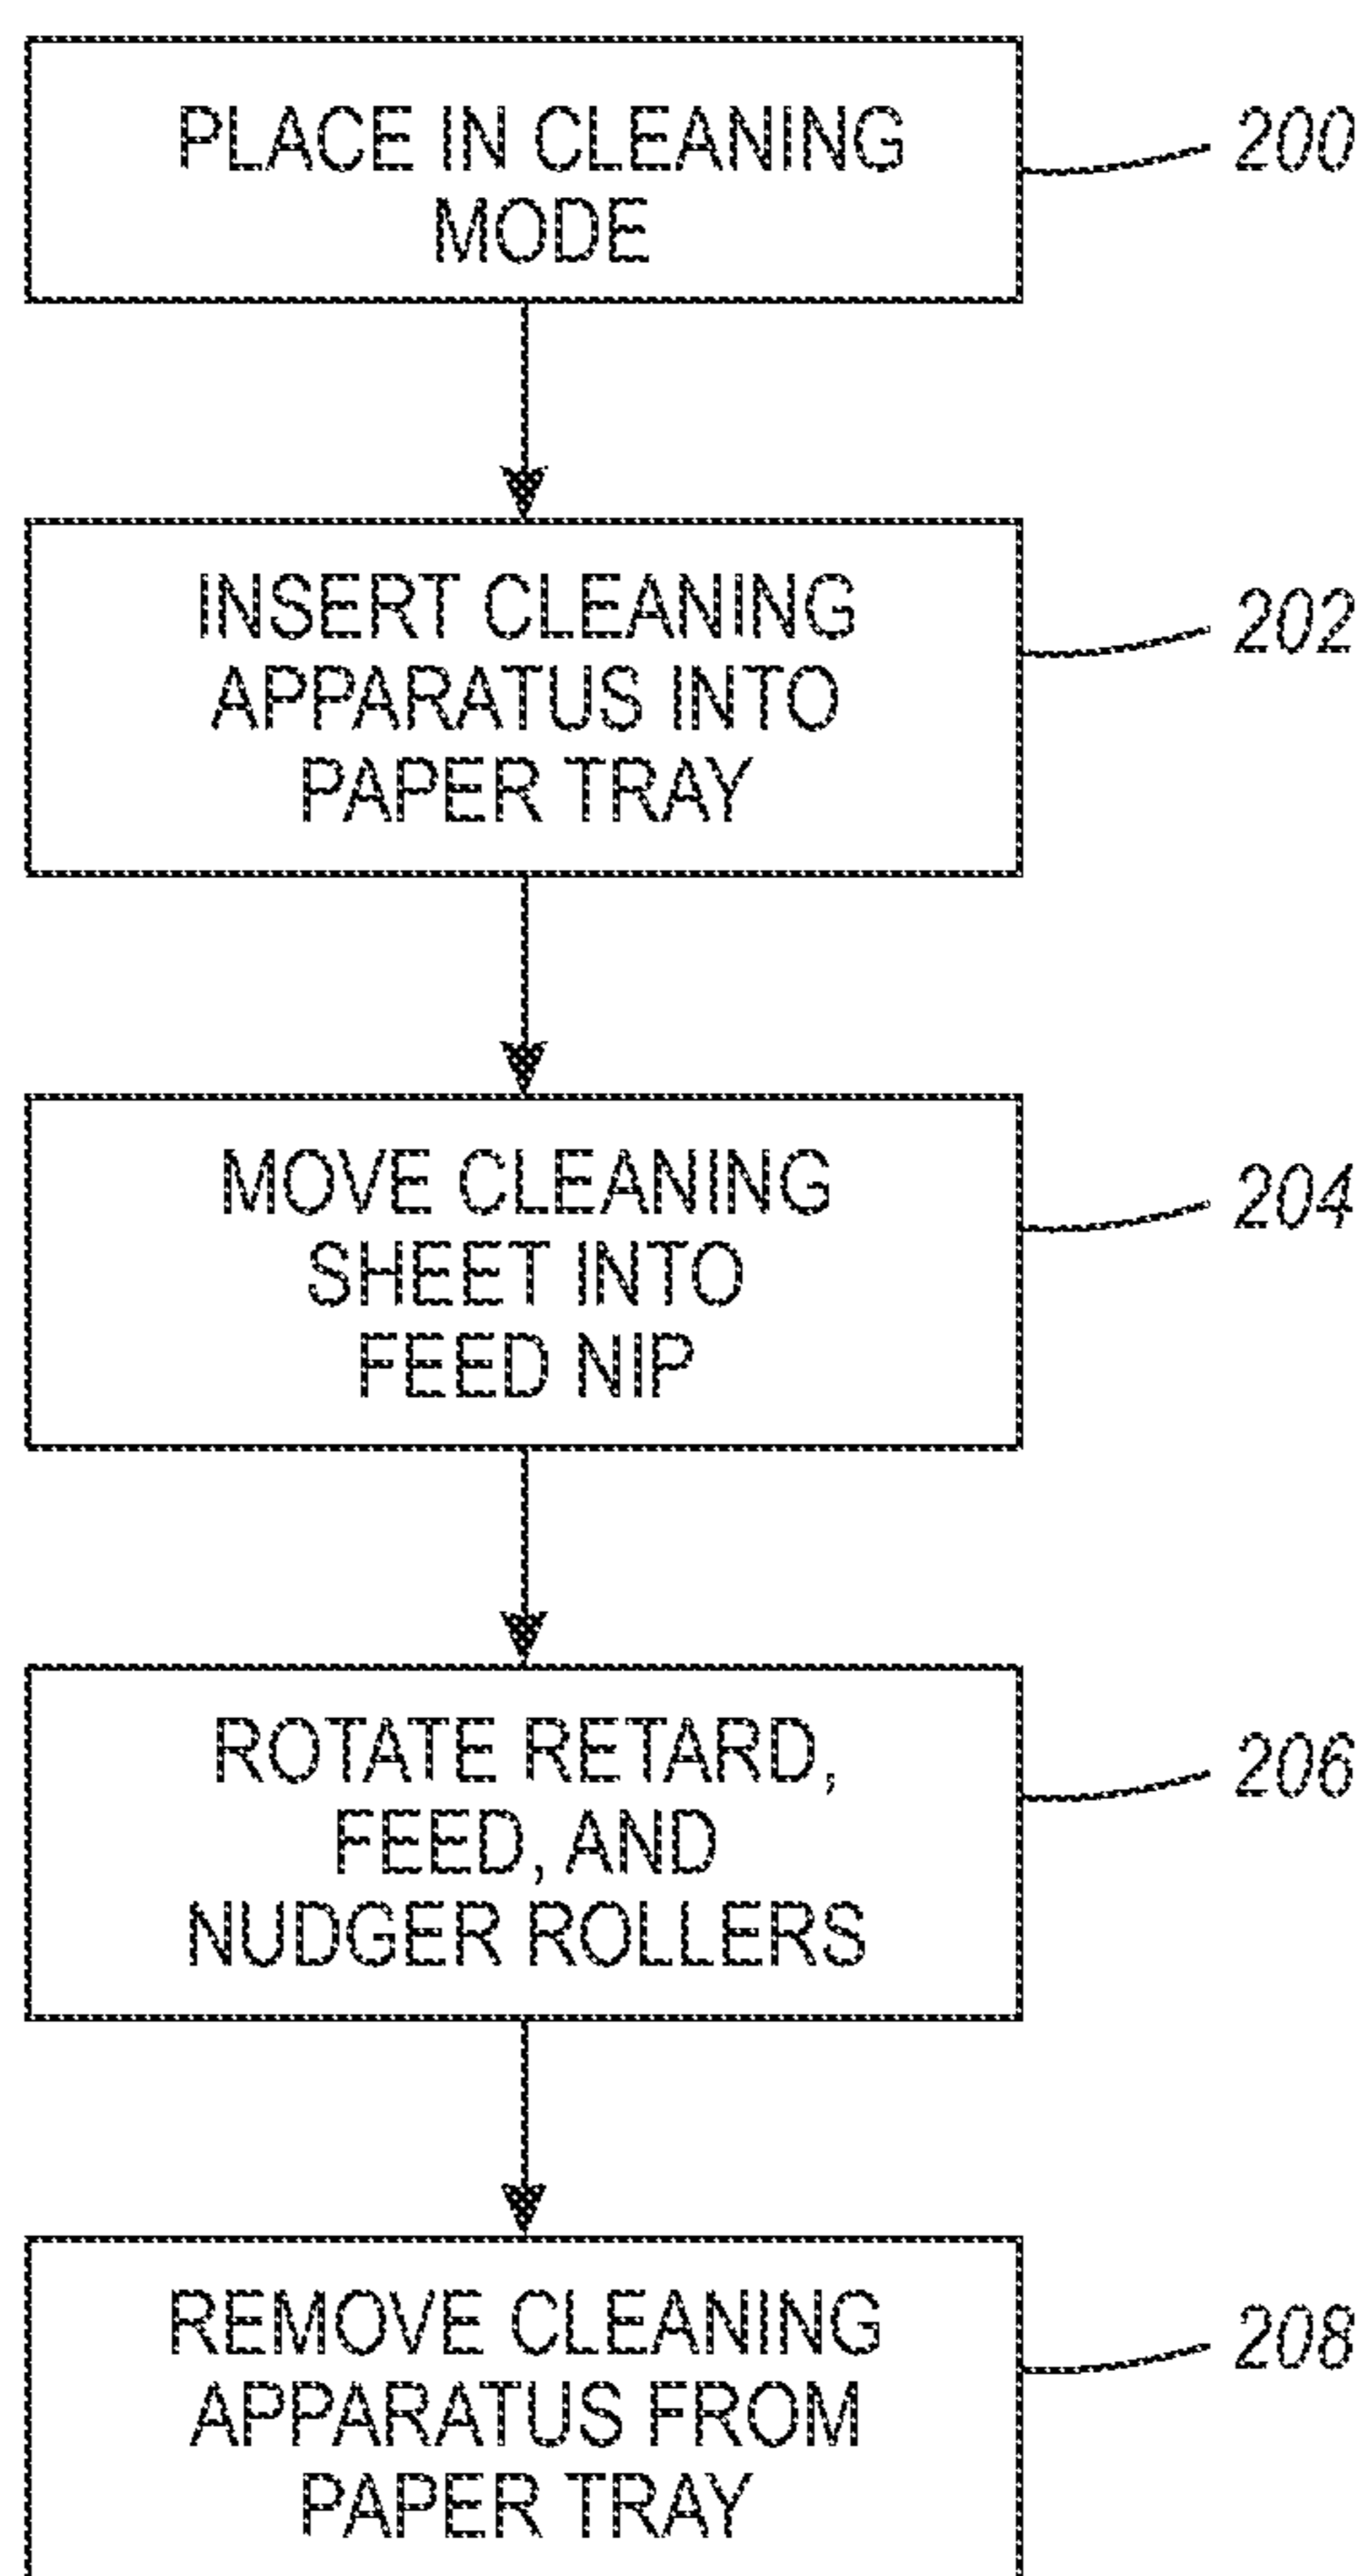 PLACE IN CLEANING
MODE
200
INSERT CLEANING
APPARATUS INTO
PAPER TRAY
202
MOVE CLEANING
SHEET INTO
FEED NIP
204
ROTATE RETARD,
FEED, AND
NUDGER ROLLERS
206
REMOVE CLEANING
APPARATUS FROM
PAPER TRAY
208